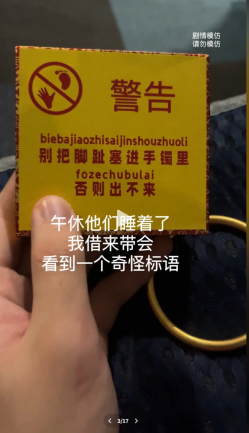 剧情模仿
请勿模仿
警告
biebajiaozhisaijinshouzhuoli
别把脚趾塞进手镯里
fozechubulai
否则出不来
午休他们睡着了
我借来带会
看到一个奇怪标语
3/17